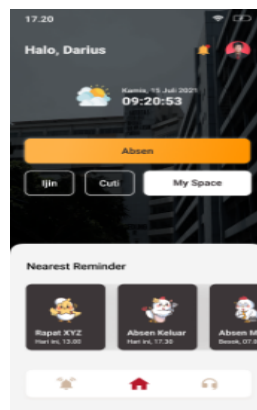 17.20
Halo, Darius
Kamis, 15 Juli 2021
09:20:53
Absen
Ijin
Cuti
My Space
Nearest Reminder
Rapat XYZ
Hari ini, 13.00
Absen Keluar
Hari ini, 17.30
Absen M
Besok, 07.